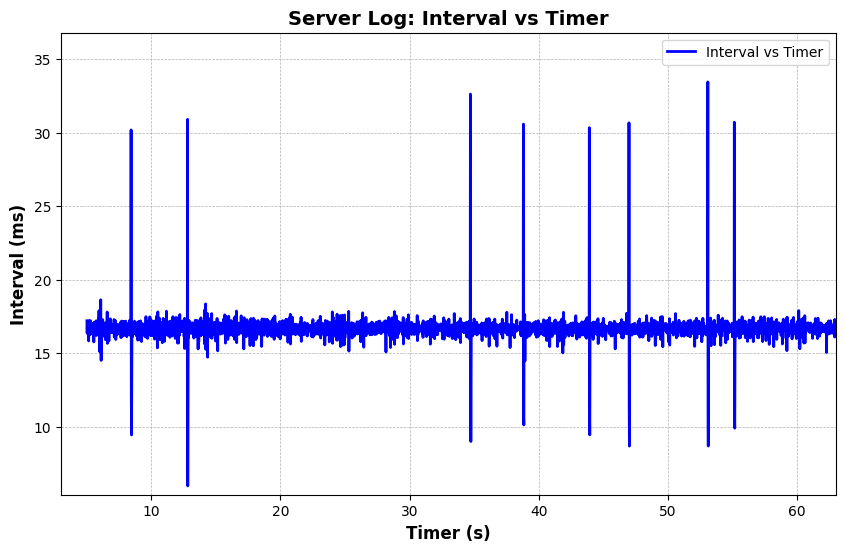 Server Log: Interval vs Timer
Interval vs Timer
35
30
25
20
15
10
Interval (ms)
10 20 30 40 50 60
Timer (s)